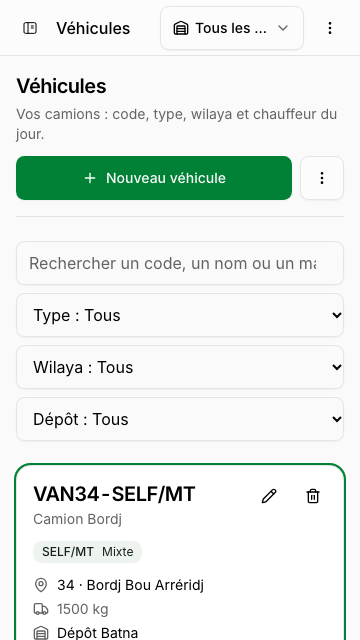 Véhicules
Tous les ...
Véhicules
Vos camions : code, type, wilaya et chauffeur du
jour.
Nouveau véhicule
Rechercher un code, un nom ou un ma
Type : Tous
Wilaya : Tous
Dépôt : Tous
VAN34-SELF/MT
Camion Bordj
SELF/MT Mixte
34 · Bordj Bou Arréridj
1500 kg
Dépôt Batna